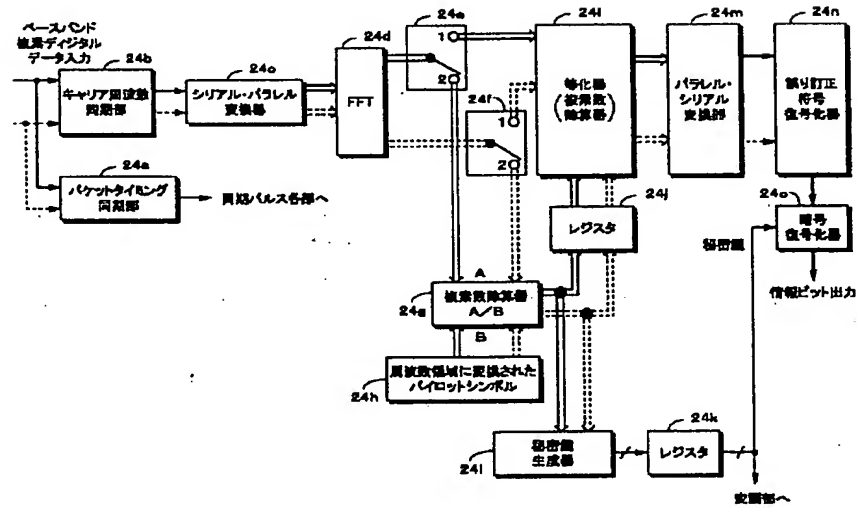 ベースバンド
複素ディジタル
データ入力
24b
キャリア周波数
同期部
24c
シリアル・パラレル
変換器
24d
FFT
24e
1
2
24f
1
2
24i
等化器
(複素数
除算器)
24m
パラレル・
シリアル
変換部
24n
誤り訂正
符号
復号化器
24a
パケットタイミング
同期部
同期パルス各部へ
24j
レジスタ
秘密鍵
24o
暗号
復号化器
情報ビット出力
A
24g
複素数除算器
A/B
B
24h
周波数領域に変換された
パイロットシンボル
24l
秘密鍵
生成器
24k
レジスタ
変調部へ